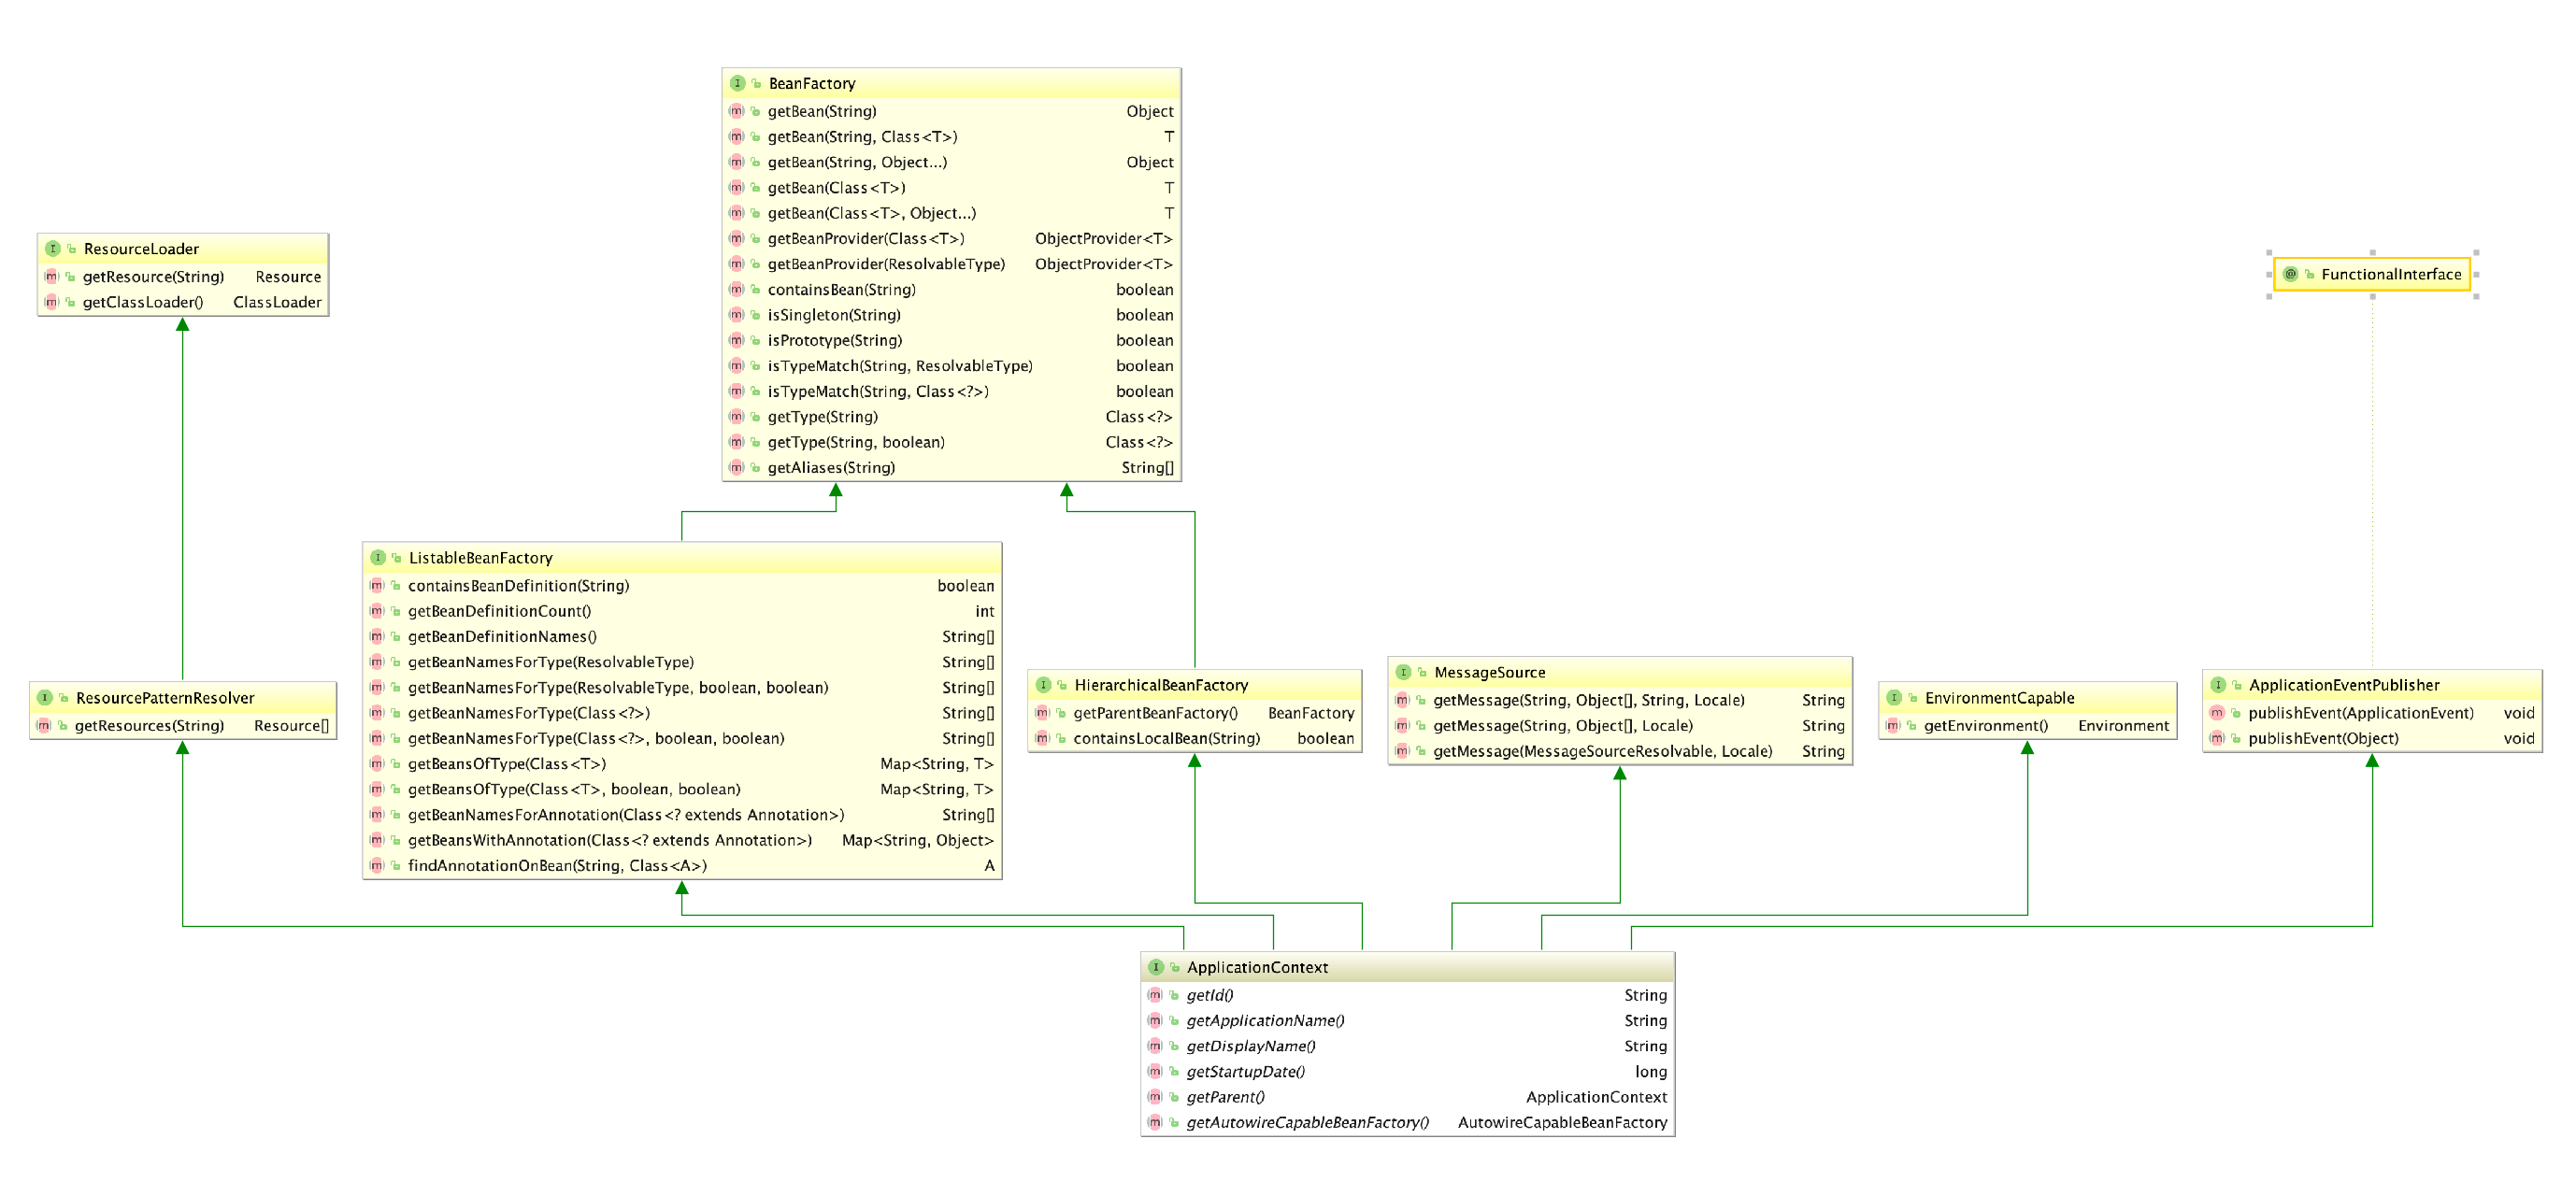 BeanFactory
getBean(String) Object
getBean(String, Class<T>) T
getBean(String, Object...) Object
getBean(Class<T>) T
getBean(Class<T>, Object...) T
getBeanProvider(Class<T>) ObjectProvider<T>
getBeanProvider(ResolvableType) ObjectProvider<T>
containsBean(String) boolean
isSingleton(String) boolean
isPrototype(String) boolean
isTypeMatch(String, ResolvableType) boolean
isTypeMatch(String, Class<?>) boolean
getType(String) Class<?>
getType(String, boolean) Class<?>
getAliases(String) String[]
ResourceLoader
getResource(String) Resource
getClassLoader() ClassLoader
FunctionalInterface
ResourcePatternResolver
getResources(String) Resource[]
ListableBeanFactory
containsBeanDefinition(String) boolean
getBeanDefinitionCount() int
getBeanDefinitionNames() String[]
getBeanNamesForType(ResolvableType) String[]
getBeanNamesForType(ResolvableType, boolean, boolean) String[]
getBeanNamesForType(Class<?>) String[]
getBeanNamesForType(Class<?>, boolean, boolean) String[]
getBeansOfType(Class<T>) Map<String, T>
getBeansOfType(Class<T>, boolean, boolean) Map<String, T>
getBeanNamesForAnnotation(Class<? extends Annotation>) String[]
getBeansWithAnnotation(Class<? extends Annotation>) Map<String, Object>
findAnnotationOnBean(String, Class<A>) A
HierarchicalBeanFactory
getParentBeanFactory() BeanFactory
containsLocalBean(String) boolean
MessageSource
getMessage(String, Object[], String, Locale) String
getMessage(String, Object[], Locale) String
getMessage(MessageSourceResolvable, Locale) String
EnvironmentCapable
getEnvironment() Environment
ApplicationEventPublisher
publishEvent(ApplicationEvent) void
publishEvent(Object) void
ApplicationContext
getId() String
getApplicationName() String
getDisplayName() String
getStartupDate() long
getParent() ApplicationContext
getAutowireCapableBeanFactory() AutowireCapableBeanFactory